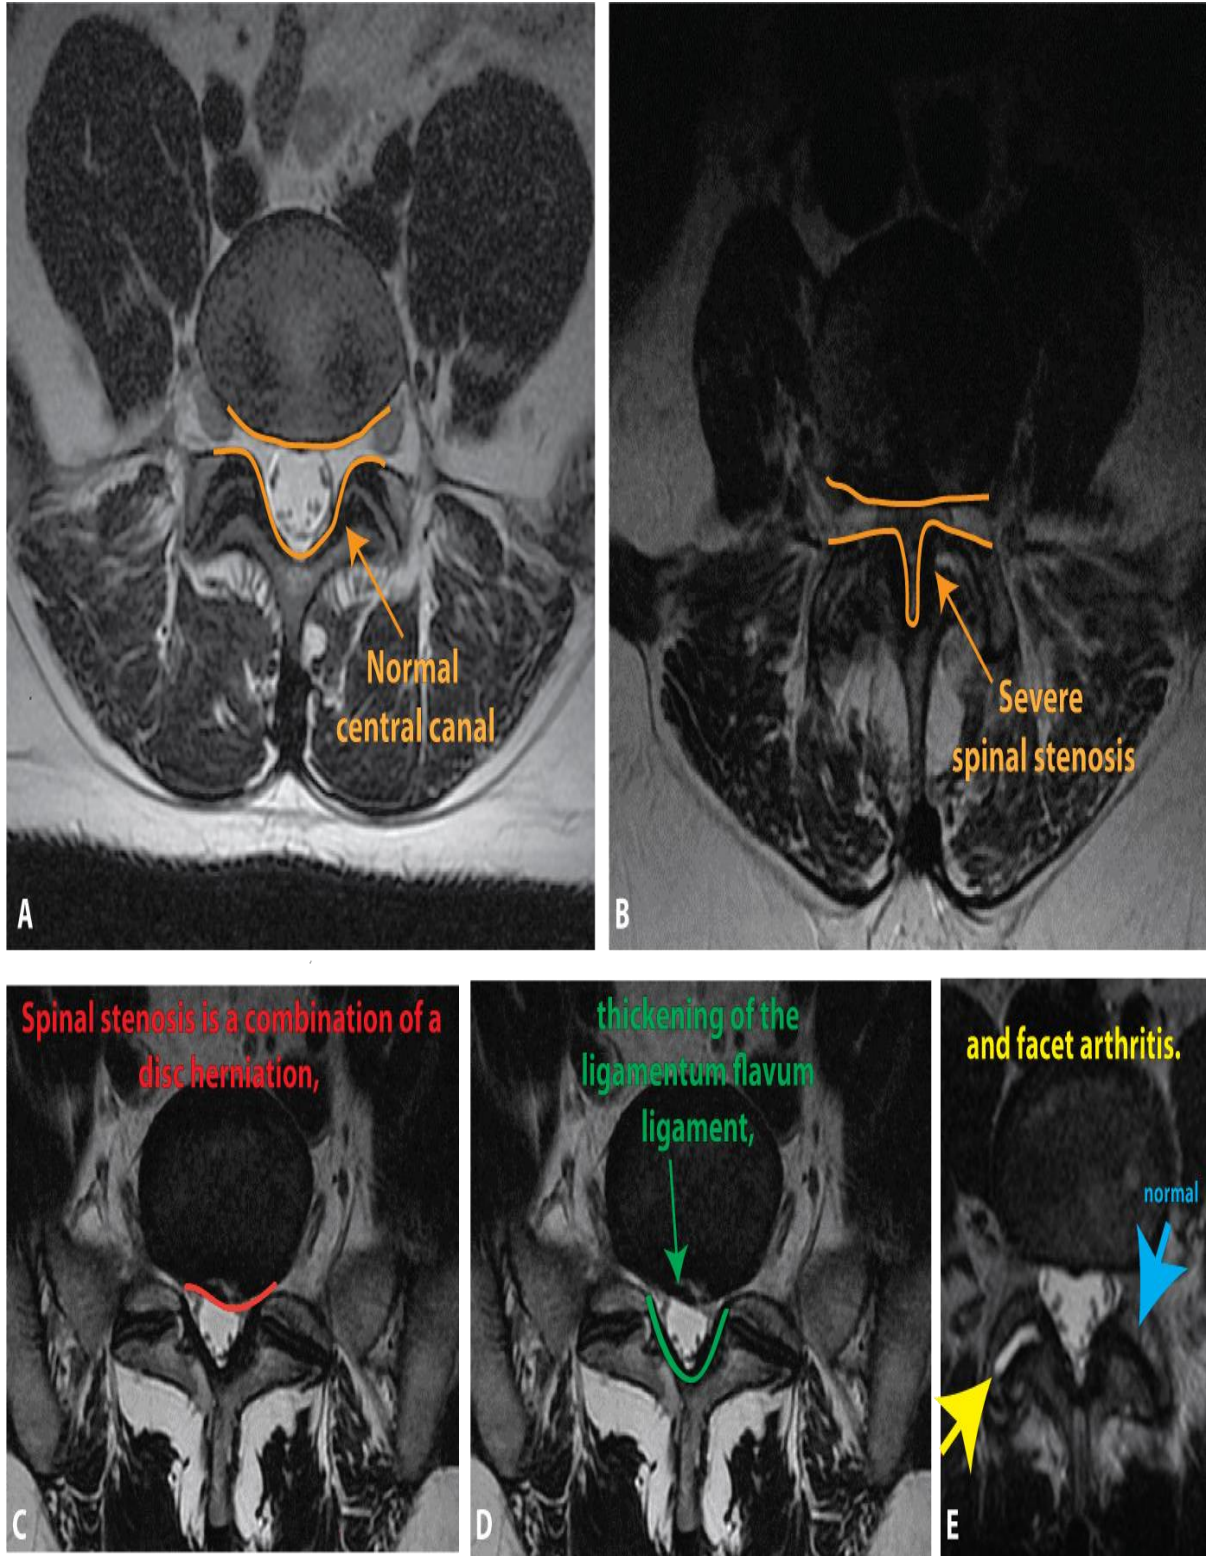 Normal
central canal
A
Severe
spinal stenosis
B
Spinal stenosis is a combination of a
disc herniation,
C
thickening of the
ligamentum flavum
ligament,
D
and facet arthritis.
normal
E